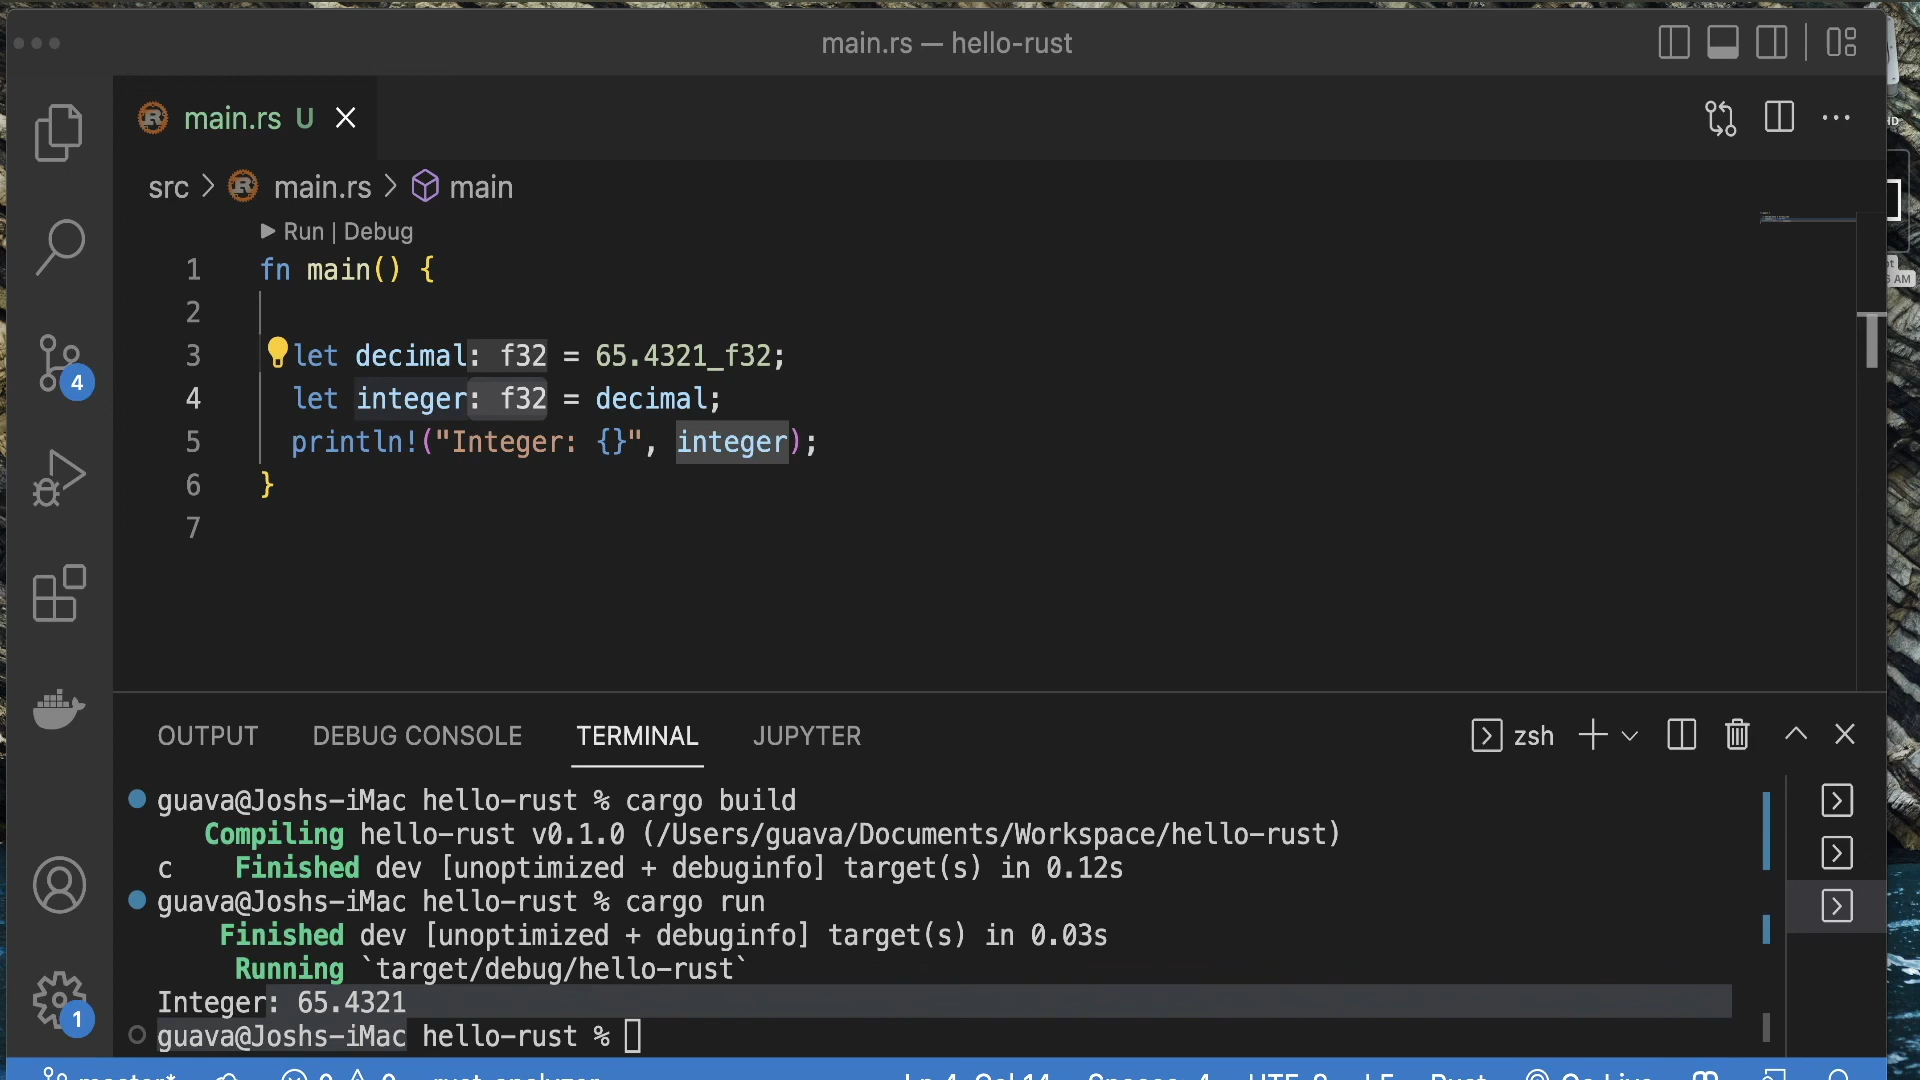 main.rs — hello-rust
main.rs U
src > main.rs > main
Run | Debug
1 fn main() {
2
3 let decimal: f32 = 65.4321_f32;
4 let integer: f32 = decimal;
5 println!("Integer: {}", integer);
6 }
7
4
1
OUTPUT DEBUG CONSOLE TERMINAL JUPYTER
zsh
guava@Joshs-iMac hello-rust % cargo build
Compiling hello-rust v0.1.0 (/Users/guava/Documents/Workspace/hello-rust)
c Finished dev [unoptimized + debuginfo] target(s) in 0.12s
guava@Joshs-iMac hello-rust % cargo run
Finished dev [unoptimized + debuginfo] target(s) in 0.03s
Running `target/debug/hello-rust`
Integer: 65.4321
guava@Joshs-iMac hello-rust %